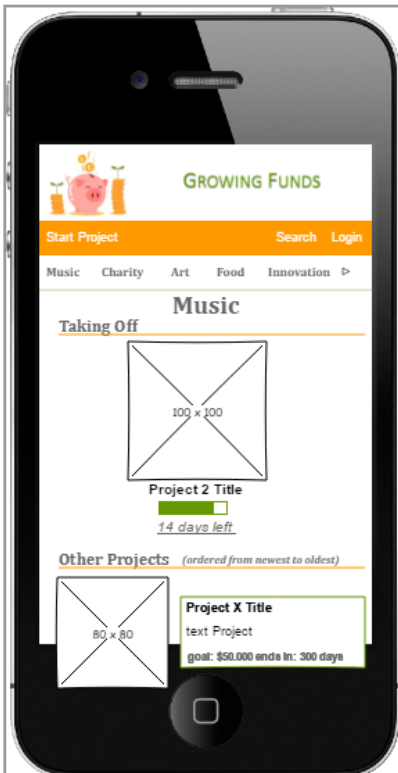 GROWING FUNDS
Start Project Search Login
Music Charity Art Food Innovation
Music
Taking Off
100 x 100
Project 2 Title
14 days left
Other Projects (ordered from newest to oldest)
80 x 80
Project X Title
text Project
goal: $50.000 ends in: 300 days